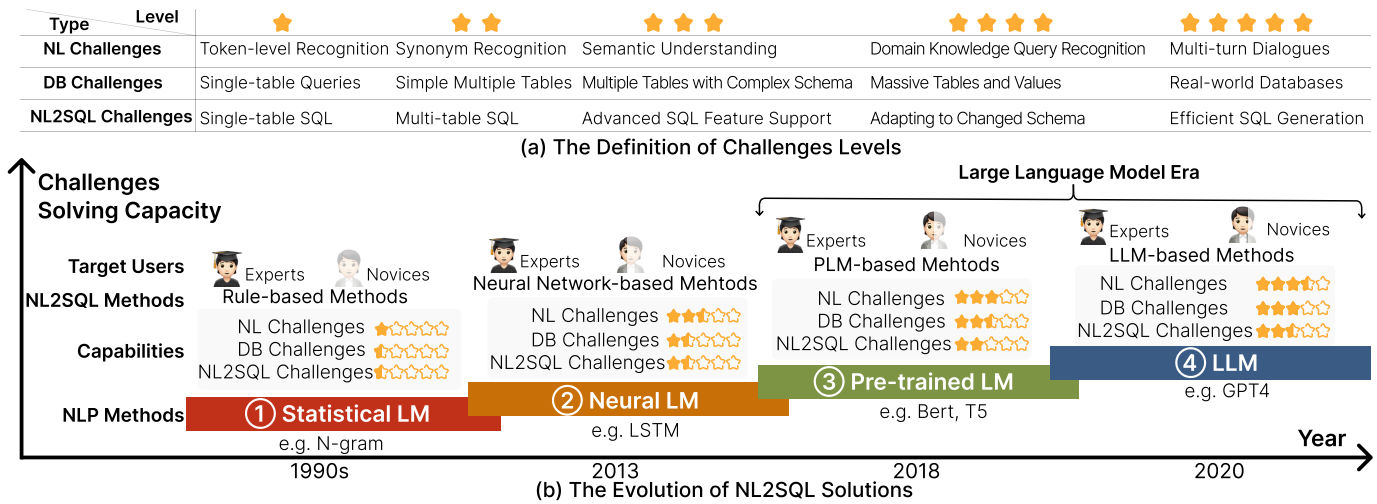 Type Level
NL Challenges Token-level Recognition Synonym Recognition Semantic Understanding Domain Knowledge Query Recognition Multi-turn Dialogues
DB Challenges Single-table Queries Simple Multiple Tables Multiple Tables with Complex Schema Massive Tables and Values Real-world Databases
NL2SQL Challenges Single-table SQL Multi-table SQL Advanced SQL Feature Support Adapting to Changed Schema Efficient SQL Generation
(a) The Definition of Challenges Levels
Challenges
Solving Capacity
Large Language Model Era
Target Users
NL2SQL Methods
Capabilities
NLP Methods
Experts Novices
Rule-based Methods
NL Challenges
DB Challenges
NL2SQL Challenges
1 Statistical LM
e.g. N-gram
Experts Novices
Neural Network-based Mehtods
NL Challenges
DB Challenges
NL2SQL Challenges
2 Neural LM
e.g. LSTM
Experts Novices
PLM-based Mehtods
NL Challenges
DB Challenges
NL2SQL Challenges
3 Pre-trained LM
e.g. Bert, T5
Experts Novices
LLM-based Methods
NL Challenges
DB Challenges
NL2SQL Challenges
4 LLM
e.g. GPT4
Year
1990s 2013 2018 2020
(b) The Evolution of NL2SQL Solutions